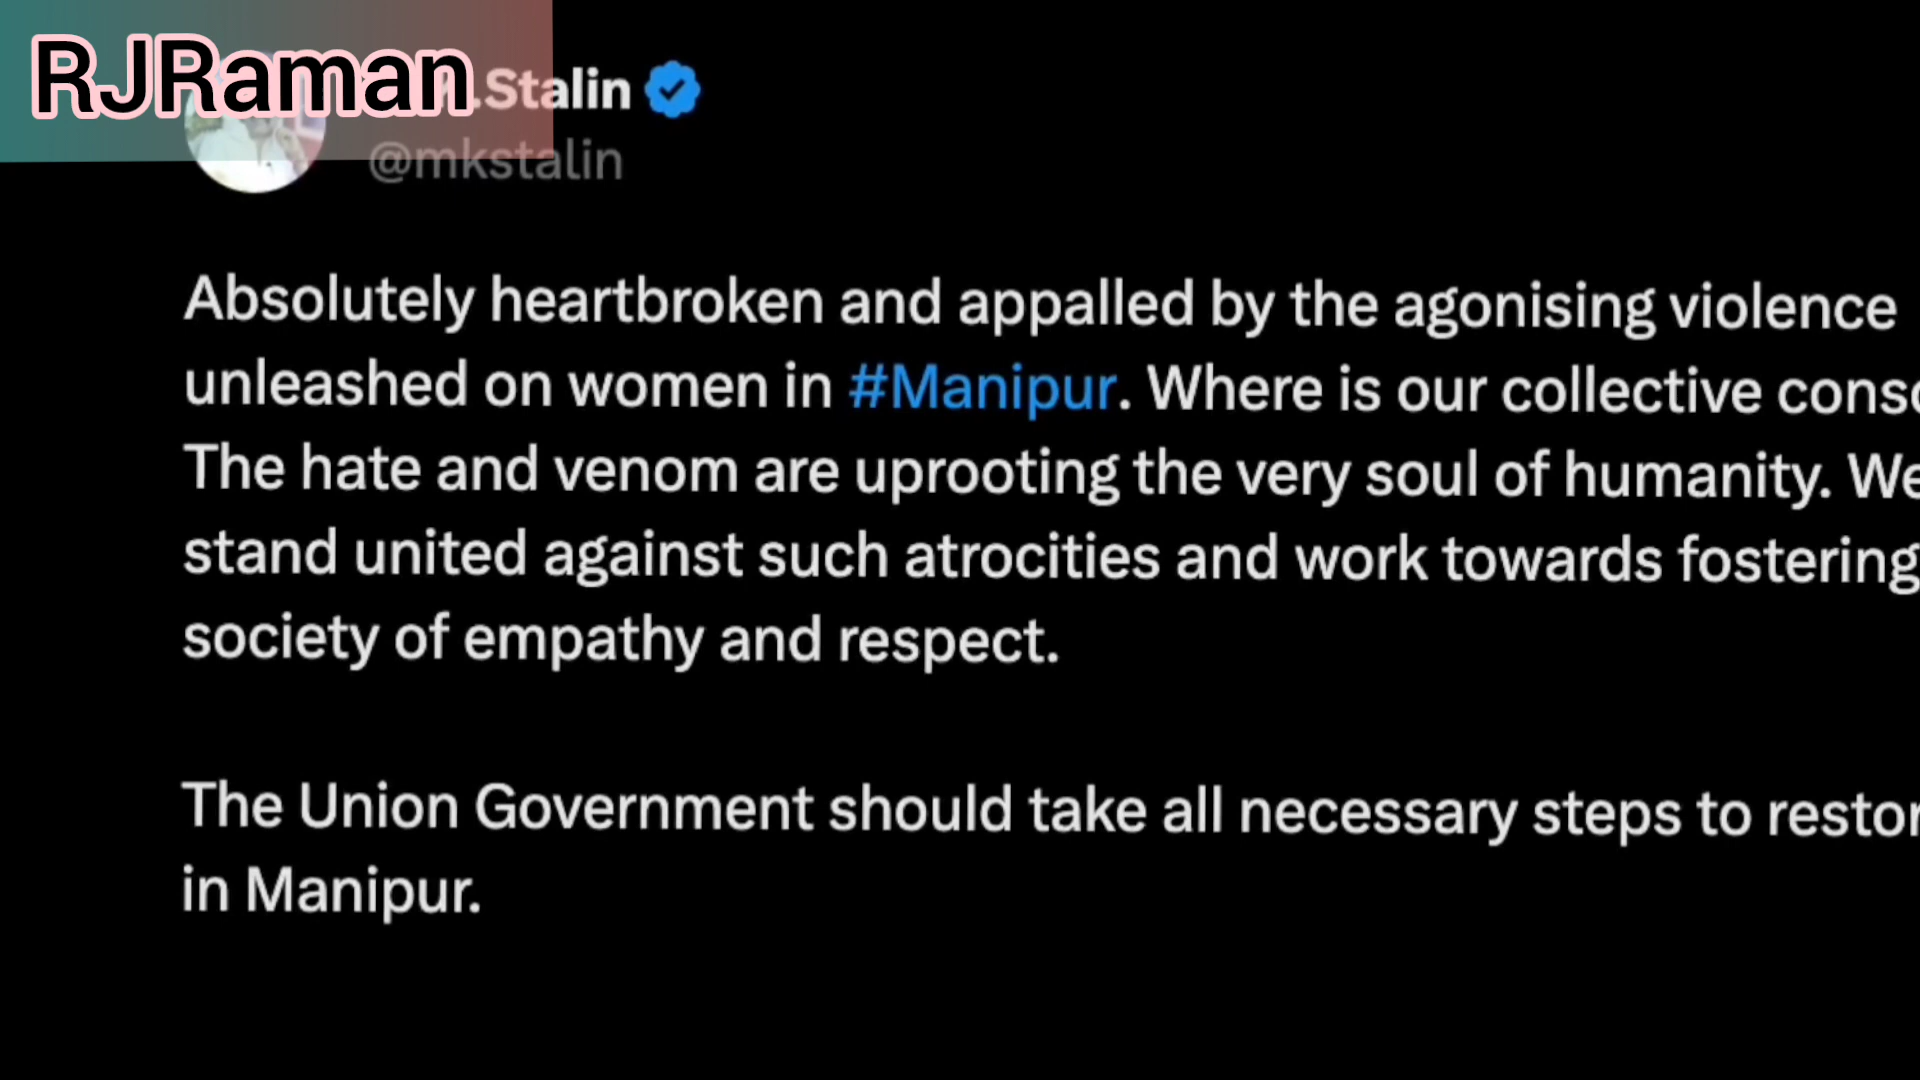 RJRaman
.Stalin
@mkstalin
Absolutely heartbroken and appalled by the agonising violence
unleashed on women in #Manipur. Where is our collective
The hate and venom are uprooting the very soul of humanity. We
stand united against such atrocities and work towards fostering
society of empathy and respect.
The Union Government should take all necessary steps to
in Manipur.